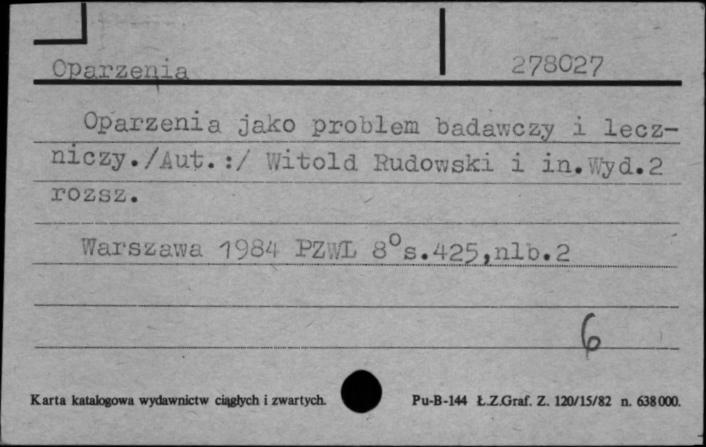 Oparzenia 278027
Oparzenia jako problem badawczy i lecz-
niczy./Aut.:/ Witold Rudowski i in.Wyd.2
rozsz.
Warszawa 1984 PZWL 8°s.425,nlb.2
6
Karta katalogowa wydawnictw ciągłych i zwartych. Pu-B-144 Ł.Z.Graf. Z. 120/15/82 n. 638000.